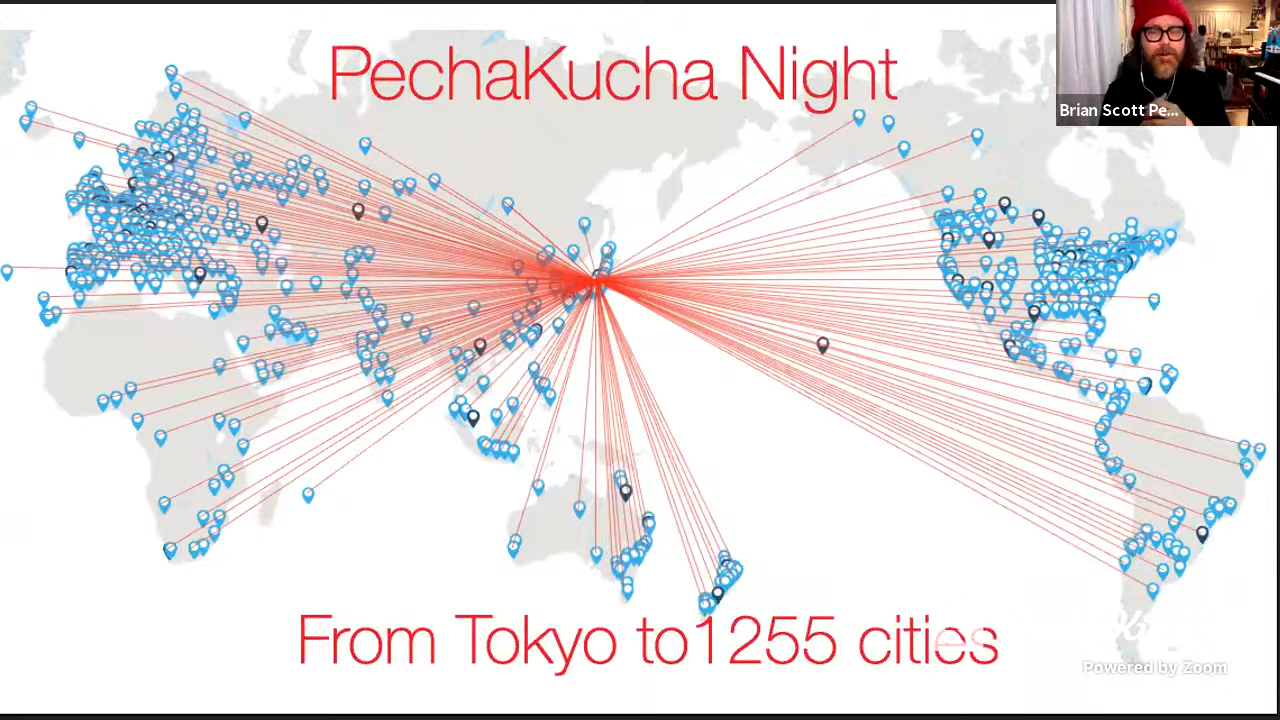 PechaKucha Night
Brian Scott Pe...
From Tokyo to1255 cities
Powered by Zoom